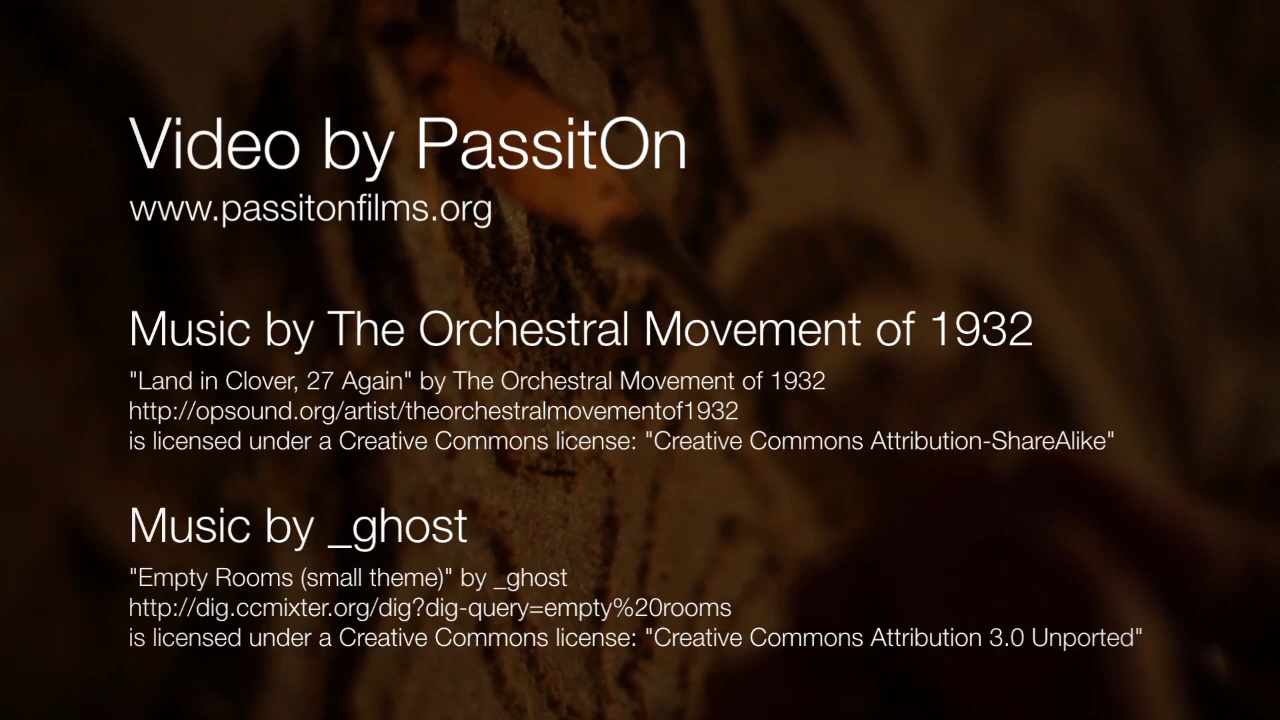 Video by PassitOn
www.passitonfilms.org
Music by The Orchestral Movement of 1932
"Land in Clover, 27 Again" by The Orchestral Movement of 1932
http://opsound.org/artist/theorchestralmovementof1932
is licensed under a Creative Commons license: "Creative Commons Attribution-ShareAlike"
Music by _ghost
"Empty Rooms (small theme)" by _ghost
http://dig.ccmixter.org/dig?dig-query=empty%20rooms
is licensed under a Creative Commons license: "Creative Commons Attribution 3.0 Unported"